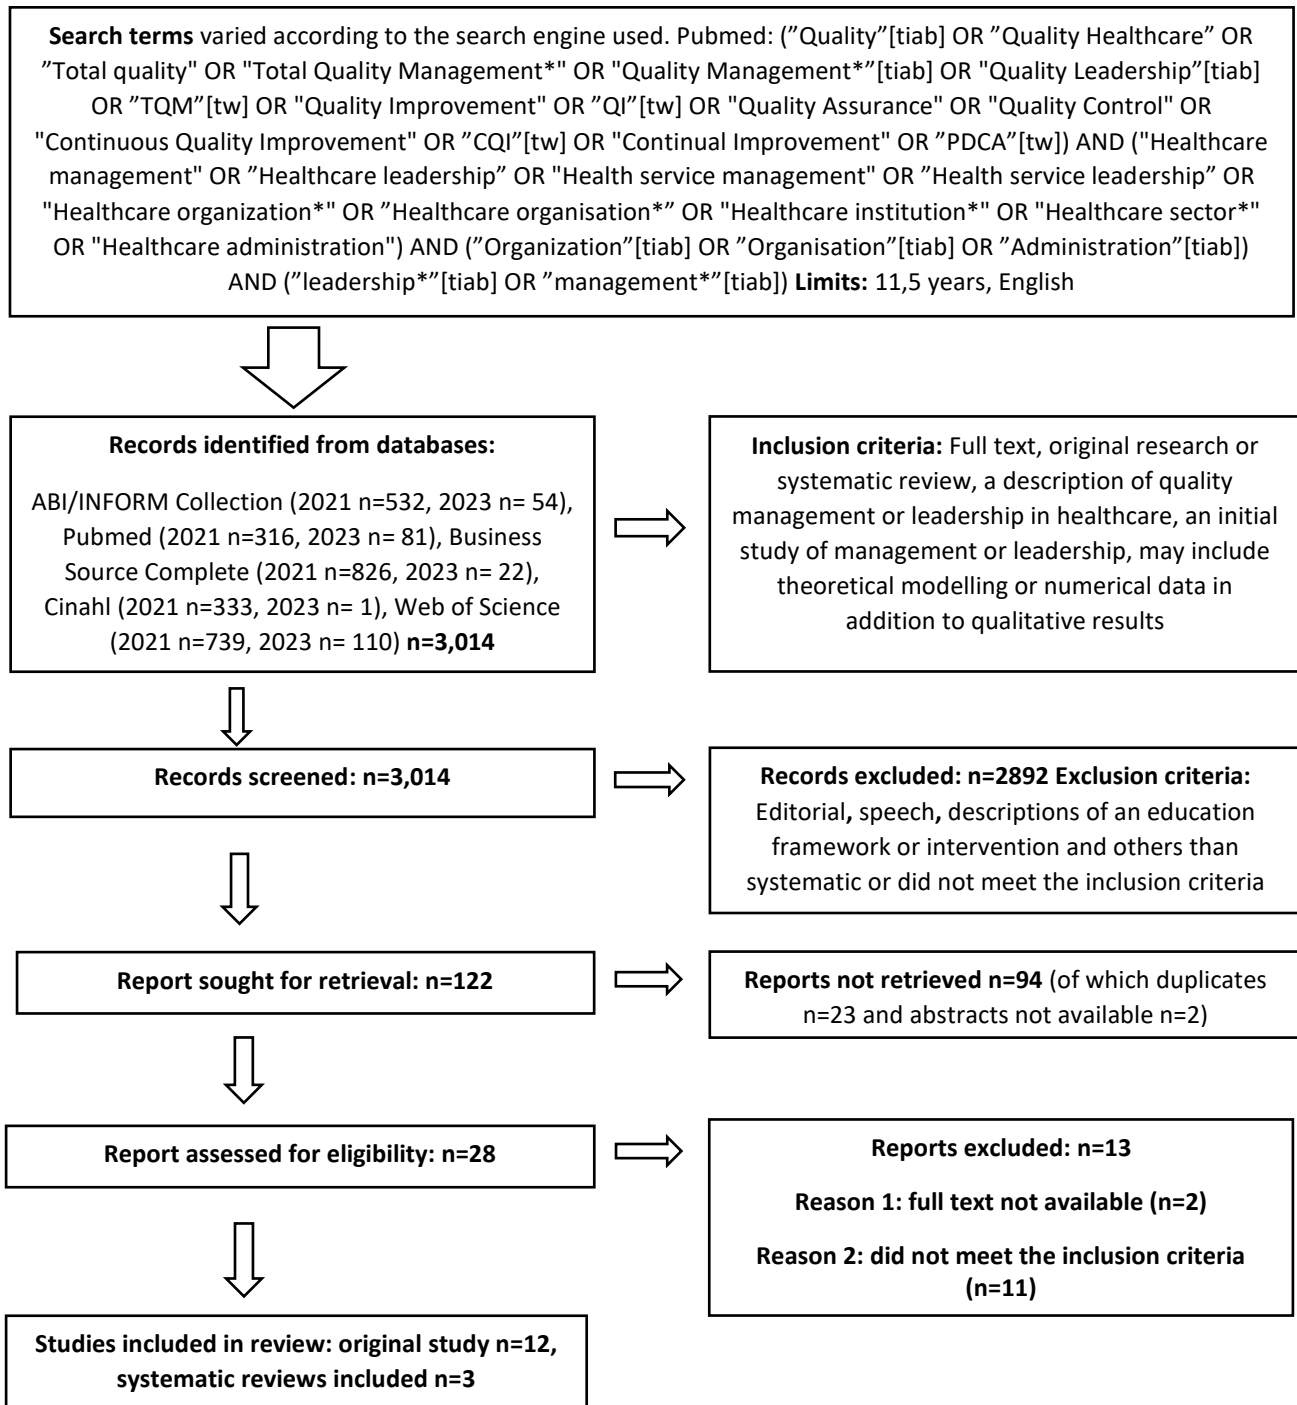 Search terms varied according to the search engine used. Pubmed: (”Quality”[tiab] OR ”Quality Healthcare” OR
”Total quality" OR "Total Quality Management*" OR "Quality Management*”[tiab] OR "Quality Leadership”[tiab]
OR ”TQM”[tw] OR "Quality Improvement" OR ”QI”[tw] OR "Quality Assurance" OR "Quality Control" OR
"Continuous Quality Improvement" OR ”CQI”[tw] OR "Continual Improvement" OR ”PDCA”[tw]) AND ("Healthcare
management" OR ”Healthcare leadership” OR "Health service management" OR ”Health service leadership” OR
"Healthcare organization*" OR ”Healthcare organisation*” OR "Healthcare institution*" OR "Healthcare sector*"
OR "Healthcare administration") AND (”Organization”[tiab] OR ”Organisation”[tiab] OR ”Administration”[tiab])
AND (”leadership*”[tiab] OR ”management*”[tiab]) Limits: 11,5 years, English
Records identified from databases:
ABI/INFORM Collection (2021 n=532, 2023 n= 54),
Pubmed (2021 n=316, 2023 n= 81), Business
Source Complete (2021 n=826, 2023 n= 22),
Cinahl (2021 n=333, 2023 n= 1), Web of Science
(2021 n=739, 2023 n= 110) n=3,014
Inclusion criteria: Full text, original research or
systematic review, a description of quality
management or leadership in healthcare, an initial
study of management or leadership, may include
theoretical modelling or numerical data in
addition to qualitative results
Records screened: n=3,014
Records excluded: n=2892 Exclusion criteria:
Editorial, speech, descriptions of an education
framework or intervention and others than
systematic or did not meet the inclusion criteria
Report sought for retrieval: n=122
Reports not retrieved n=94 (of which duplicates
n=23 and abstracts not available n=2)
Report assessed for eligibility: n=28
Reports excluded: n=13
Reason 1: full text not available (n=2)
Reason 2: did not meet the inclusion criteria
(n=11)
Studies included in review: original study n=12,
systematic reviews included n=3